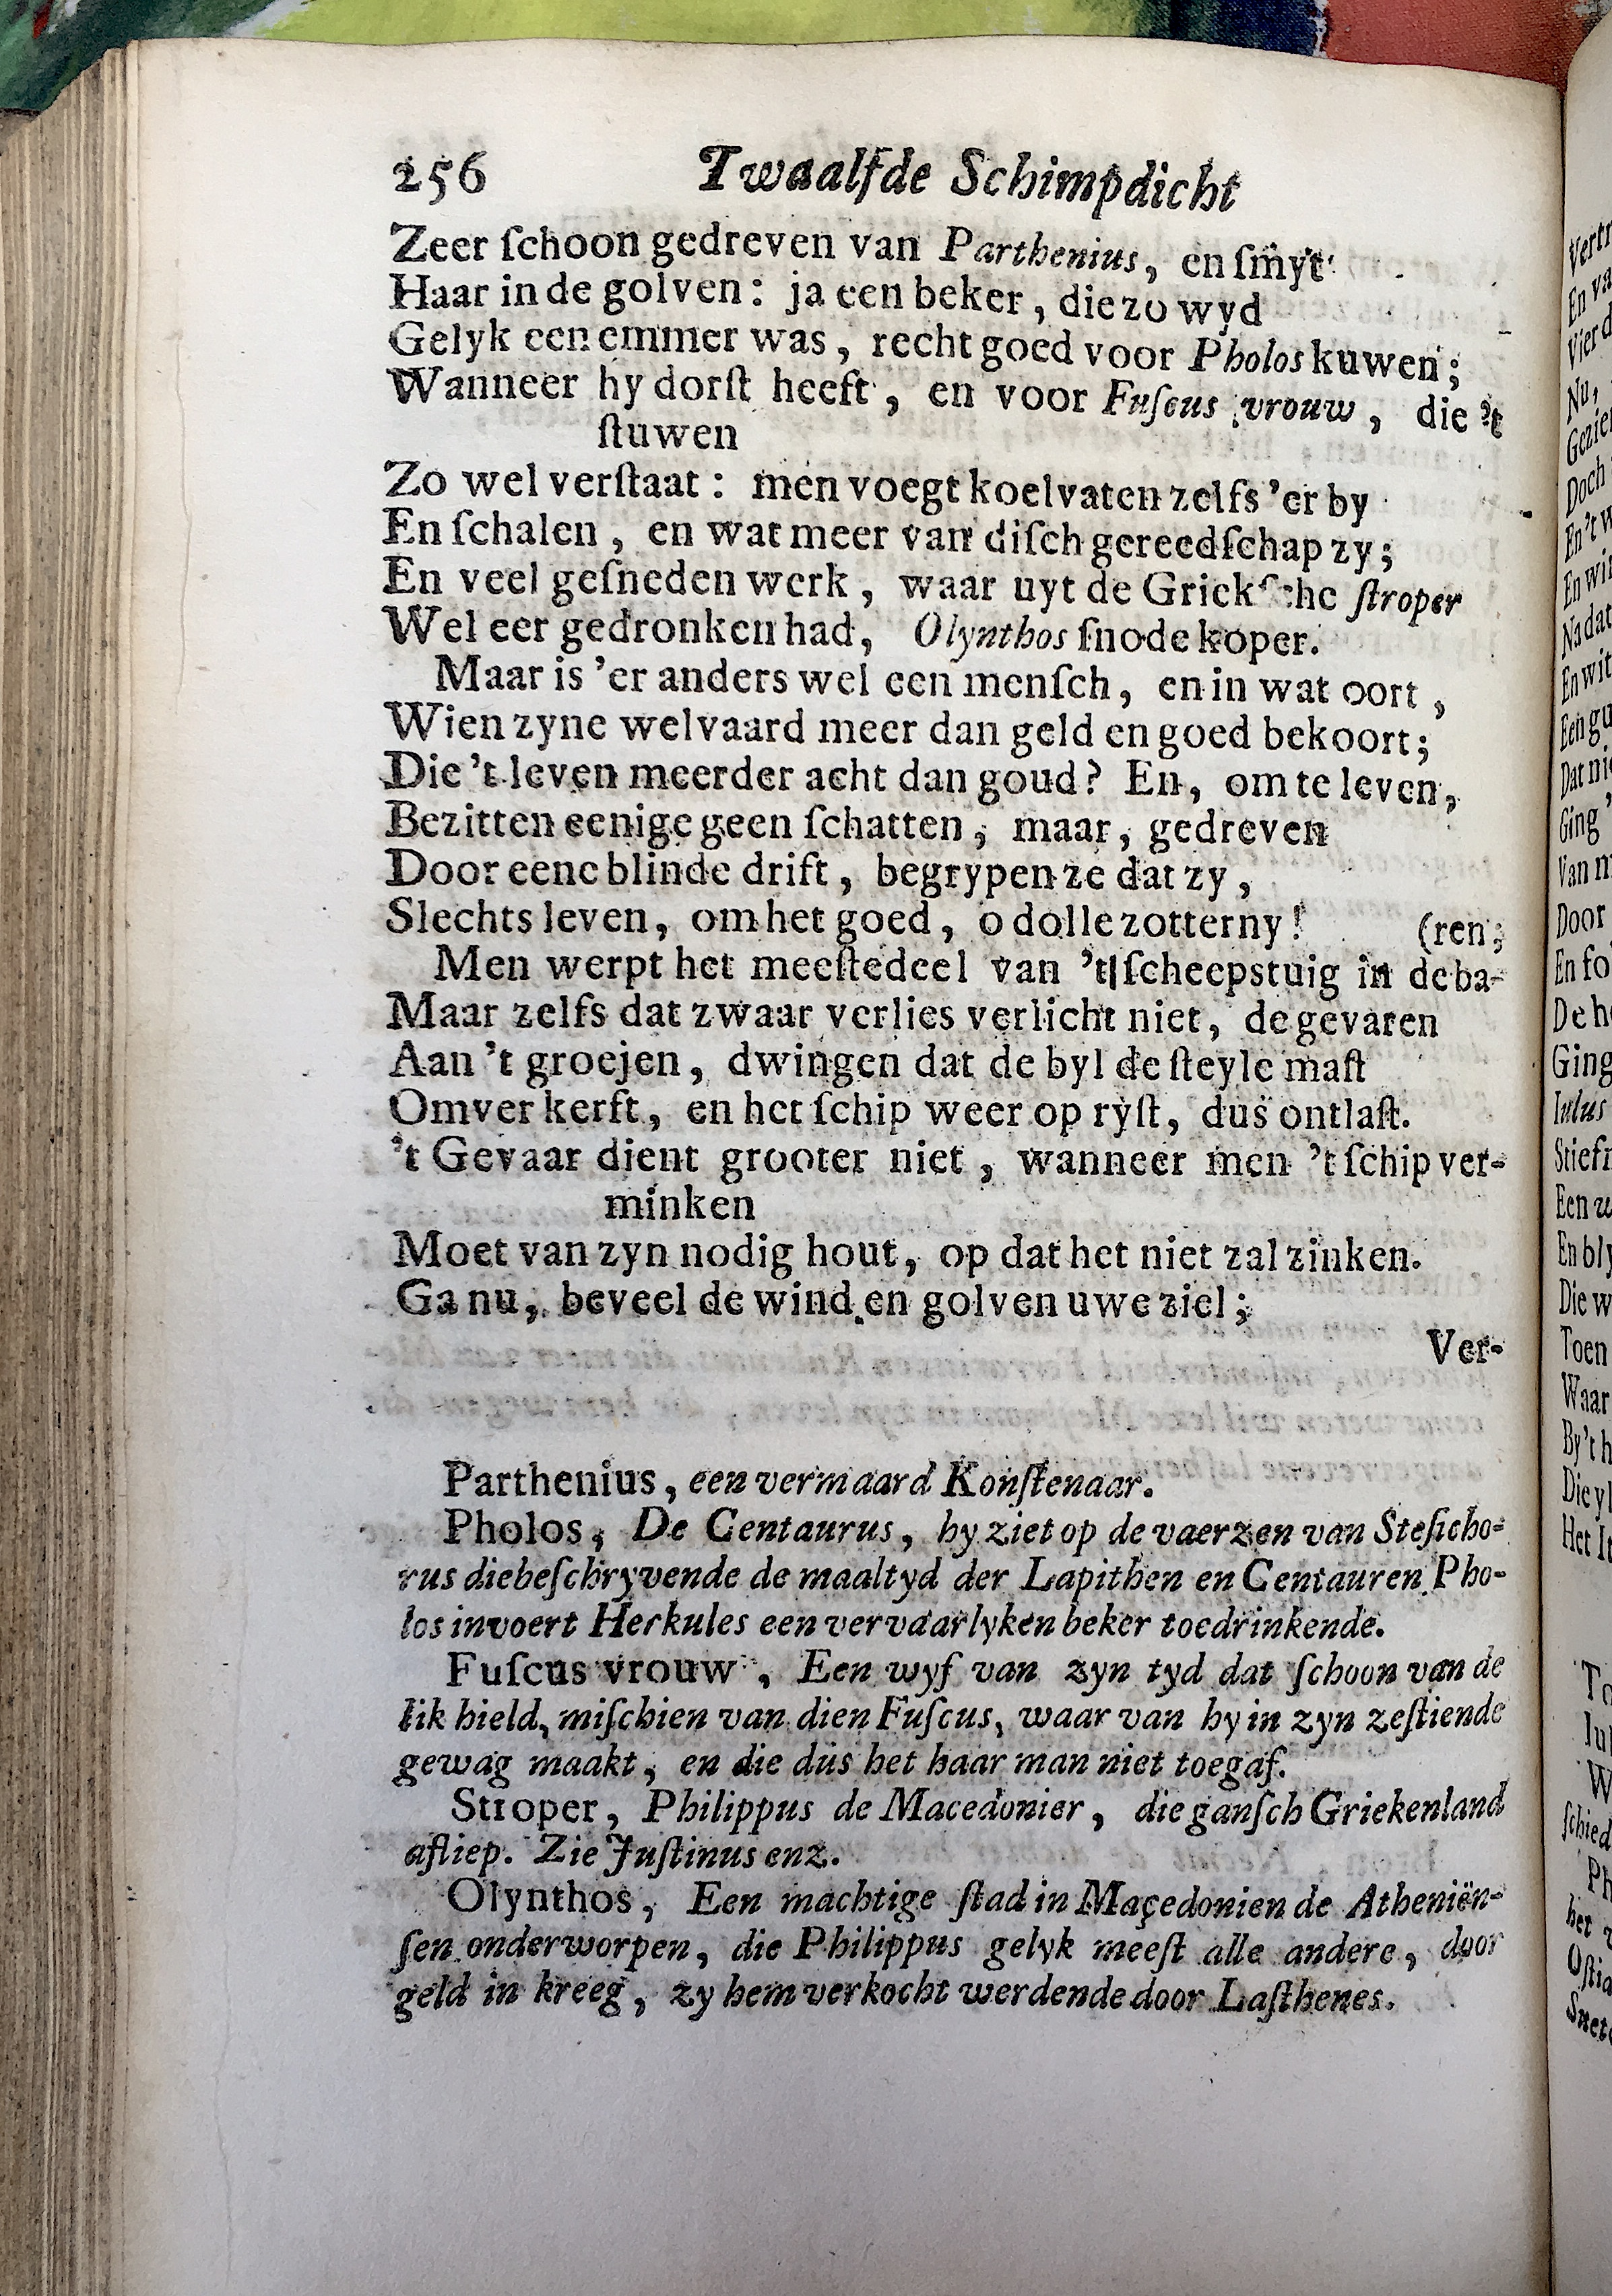 256 Twaalfde Schimpdicht
Zeer ſchoon gedreven van Parthenius, en ſmyt
Haar in de golven: ja een beker, die zo wyd
Gelyk een emmer was, recht goed voor Pholos kuwen;
Wanneer hy dorſt heeft, en voor Fuſcus vrouw, die 't
ſtuwen
Zo wel verſtaat: men voegt koelvaten zelfs 'er by
En ſchalen, en wat meer van diſch gereedſchap zy;
En veel geſneden werk, waar uyt de Griekſche ſtroper
Wel eer gedronken had, Olynthos ſnode koper.
Maar is 'er anders wel een menſch, en in wat oort,
Wien zyne welvaard meer dan geld en goed bekoort;
Die 't leven meerder acht dan goud? En, om te leven,
Bezitten eenige geen ſchatten, maar, gedreven
Door eene blinde drift, begrypen ze dat zy,
Slechts leven, om het goed, o dolle zotterny! (ren;
Men werpt het meeſtedeel van 't ſcheepstuig in de ba-
Maar zelfs dat zwaar verlies verlicht niet, de gevaren
Aan 't groejen, dwingen dat de byl de ſteyle maſt
Omver kerft, en het ſchip weer op ryſt, dus ontlaſt.
't Gevaar dient grooter niet, wanneer men 't ſchip ver-
minken
Moet van zyn nodig hout, op dat het niet zal zinken.
Ga nu, beveel de wind en golven uwe ziel;
Ver-
Parthenius, een vermaard Konſtenaar.
Pholos, De Centaurus, hy ziet op de vaerzen van Steſicho-
rus die beſchryvende de maaltyd der Lapithen en Centauren Pho-
los invoert Herkules een vervaarlyken beker toedrinkende.
Fuſcus vrouw, Een wyf van zyn tyd dat ſchoon van de
lik hield, miſchien van dien Fuſcus, waar van hy in zyn zeſtiende
gewag maakt, en die dus het haar man niet toegaf.
Stroper, Philippus de Macedonier, die ganſch Griekenland
afliep. Zie Juſtinus enz.
Olynthos, Een machtige ſtad in Maçedonien de Atheniën-
ſen onderworpen, die Philippus gelyk meeſt alle andere, door
geld in kreeg, zy hem verkocht werdende door Laſthenes.